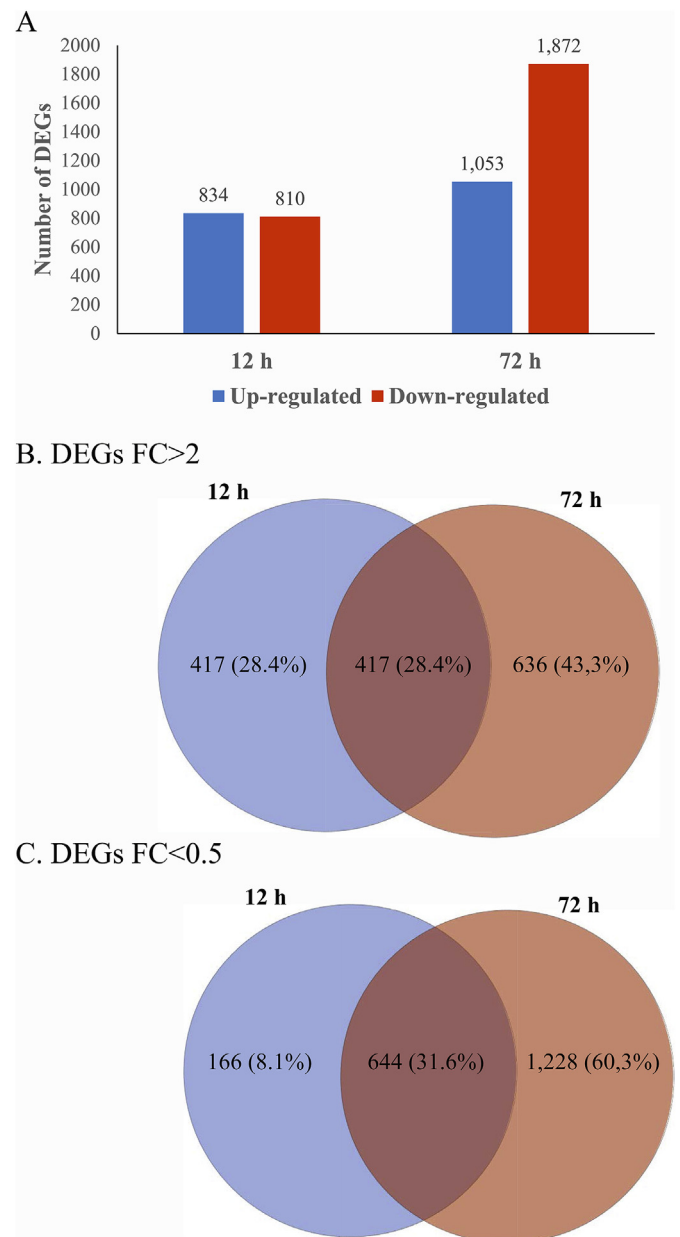 A
2000
1800
1600
1400
1200
1000
800
600
400
200
0
Number of DEGs
834
810
1,053
1,872
12 h
72 h
Up-regulated Down-regulated
B. DEGs FC>2
12 h
72 h
417 (28.4%)
417 (28.4%)
636 (43,3%)
C. DEGs FC<0.5
12 h
72 h
166 (8.1%)
644 (31.6%)
1,228 (60,3%)